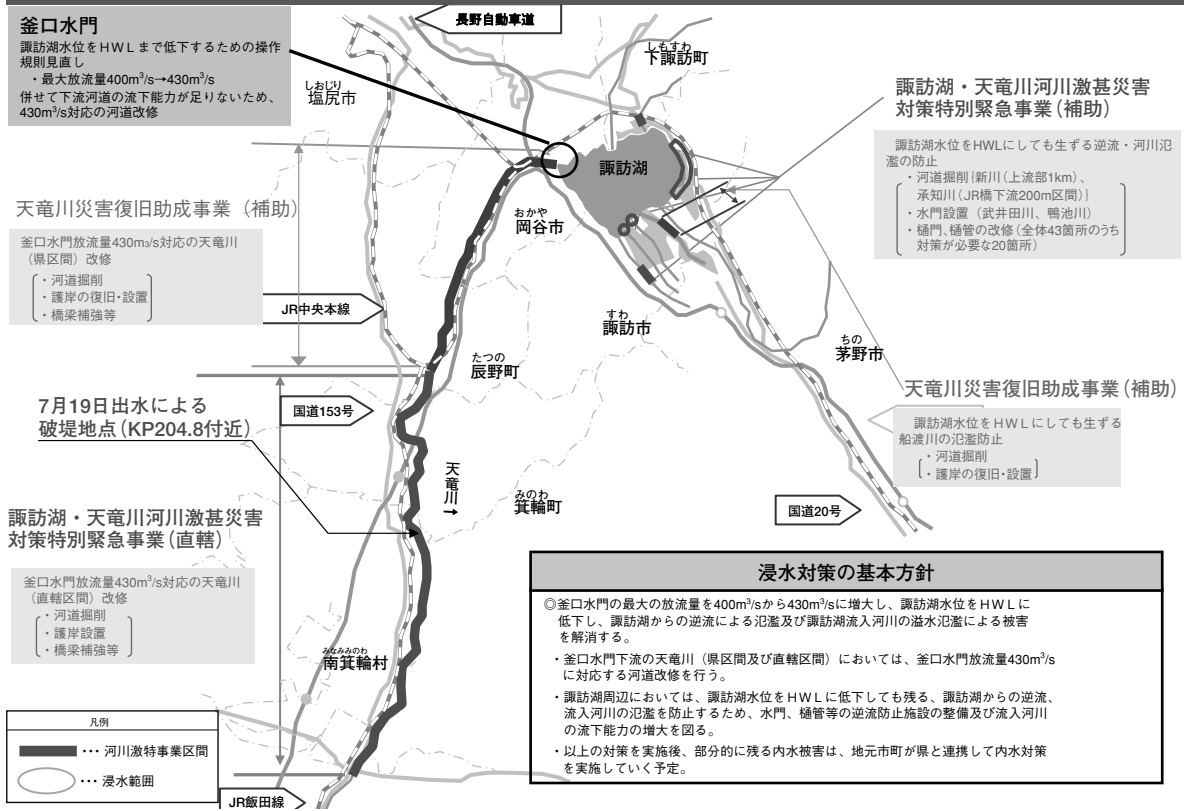 釜口水門
諏訪湖水位をHWLまで低下するための操作
規則見直し
・最大放流量400m³/s→430m³/s
併せて下流河道の流下能力が足りないため、
430m³/s対応の河道改修
長野自動車道
しもすわ
下諏訪町
しおじり
塩尻市
諏訪湖
おかや
岡谷市
諏訪湖・天竜川河川激甚災害
対策特別緊急事業(補助)
諏訪湖水位をHWLにしても生ずる逆流・河川氾
濫の防止
・河道掘削{新川(上流部1km)、
承知川(JR橋下流200m区間)}
・水門設置(武井田川、鴨池川)
・樋門、樋管の改修(全体43箇所のうち
対策が必要な20箇所)
天竜川災害復旧助成事業(補助)
釜口水門放流量430m³/s対応の天竜川
(県区間)改修
・河道掘削
・護岸の復旧・設置
・橋梁補強等
JR中央本線
すわ
諏訪市
ちの
茅野市
たつの
辰野町
天竜川災害復旧助成事業(補助)
諏訪湖水位をHWLにしても生ずる
船渡川の氾濫防止
・河道掘削
・護岸の復旧・設置
7月19日出水による
破堤地点(KP204.8付近)
国道153号
天竜川→
みのわ
箕輪町
国道20号
諏訪湖・天竜川河川激甚災害
対策特別緊急事業(直轄)
釜口水門放流量430m³/s対応の天竜川
(直轄区間)改修
・河道掘削
・護岸設置
・橋梁補強等
みなみみのわ
南箕輪村
浸水対策の基本方針
◎釜口水門の最大の放流量を400m³/sから430m³/sに増大し、諏訪湖水位をHWLに
低下し、諏訪湖からの逆流による氾濫及び諏訪湖流入河川の溢水氾濫による被害
を解消する。
・釜口水門下流の天竜川(県区間及び直轄区間)においては、釜口水門放流量430m³/s
に対応する河道改修を行う。
・諏訪湖周辺においては、諏訪湖水位をHWLに低下しても残る、諏訪湖からの逆流、
流入河川の氾濫を防止するため、水門、樋管等の逆流防止施設の整備及び流入河川
の流下能力の増大を図る。
・以上の対策を実施後、部分的に残る内水被害は、地元市町が県と連携して内水対策
を実施していく予定。
凡例
・・・河川激特事業区間
・・・浸水範囲
JR飯田線